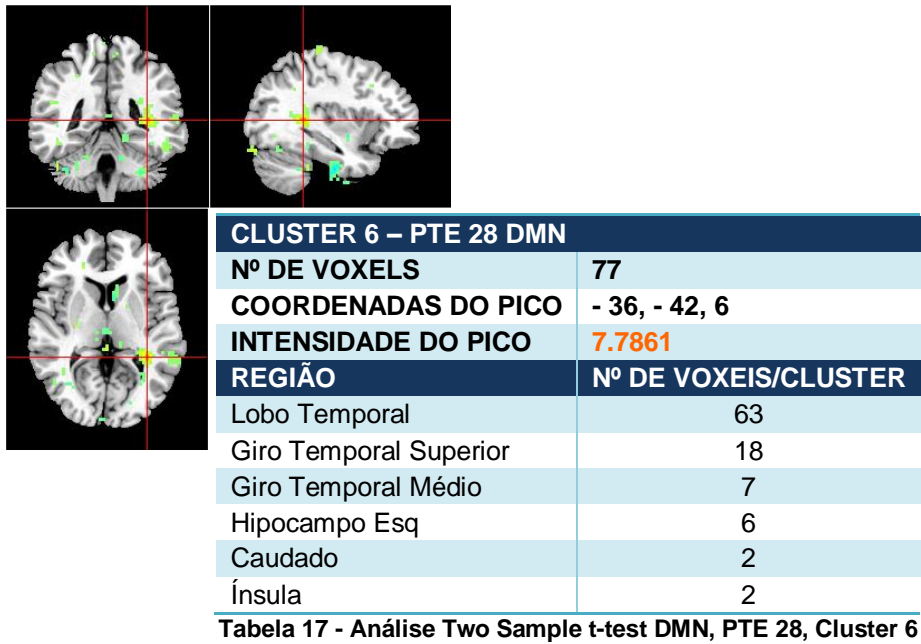 CLUSTER 6 – PTE 28 DMN
Nº DE VOXELS 77
COORDENADAS DO PICO - 36, - 42, 6
INTENSIDADE DO PICO 7.7861
REGIÃO Nº DE VOXEIS/CLUSTER
Lobo Temporal 63
Giro Temporal Superior 18
Giro Temporal Médio 7
Hipocampo Esq 6
Caudado 2
Ínsula 2
Tabela 17 - Análise Two Sample t-test DMN, PTE 28, Cluster 6